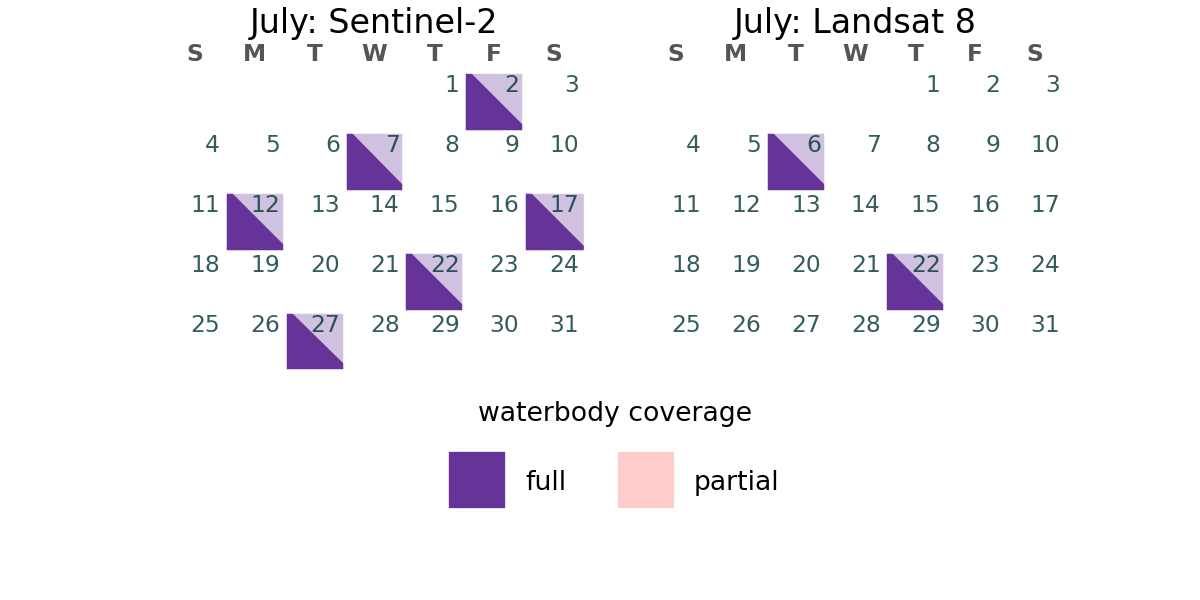 July: Sentinel-2
S M T W T F S
1 2 3
4 5 6 7 8 9 10
11 12 13 14 15 16 17
18 19 20 21 22 23 24
25 26 27 28 29 30 31
July: Landsat 8
S M T W T F S
1 2 3
4 5 6 7 8 9 10
11 12 13 14 15 16 17
18 19 20 21 22 23 24
25 26 27 28 29 30 31
waterbody coverage
full
partial